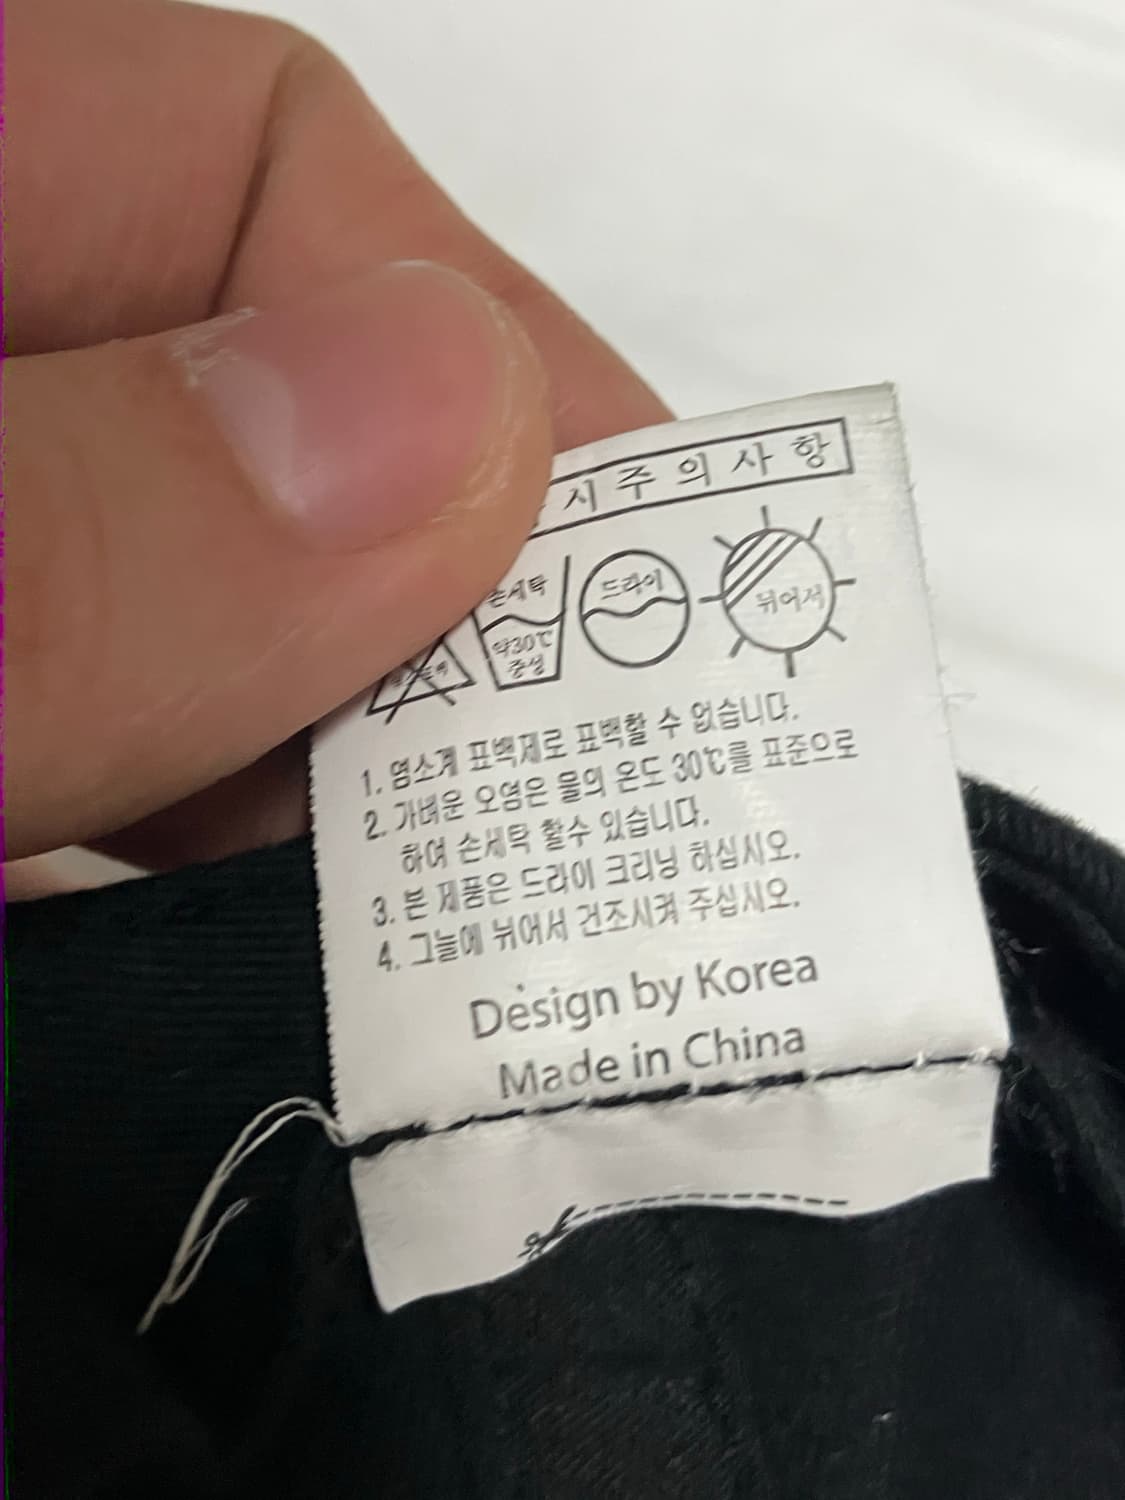 시 주 의 사 항
손세탁
약30℃
중성
드라이
뉘어서
1. 염소계 표백제로 표백할 수 없습니다.
2. 가벼운 오염은 물의 온도 30℃를 표준으로
하여 손세탁 할수 있습니다.
3. 본 제품은 드라이 크리닝 하십시오.
4. 그늘에 뉘어서 건조시켜 주십시오.
Design by Korea
Made in China